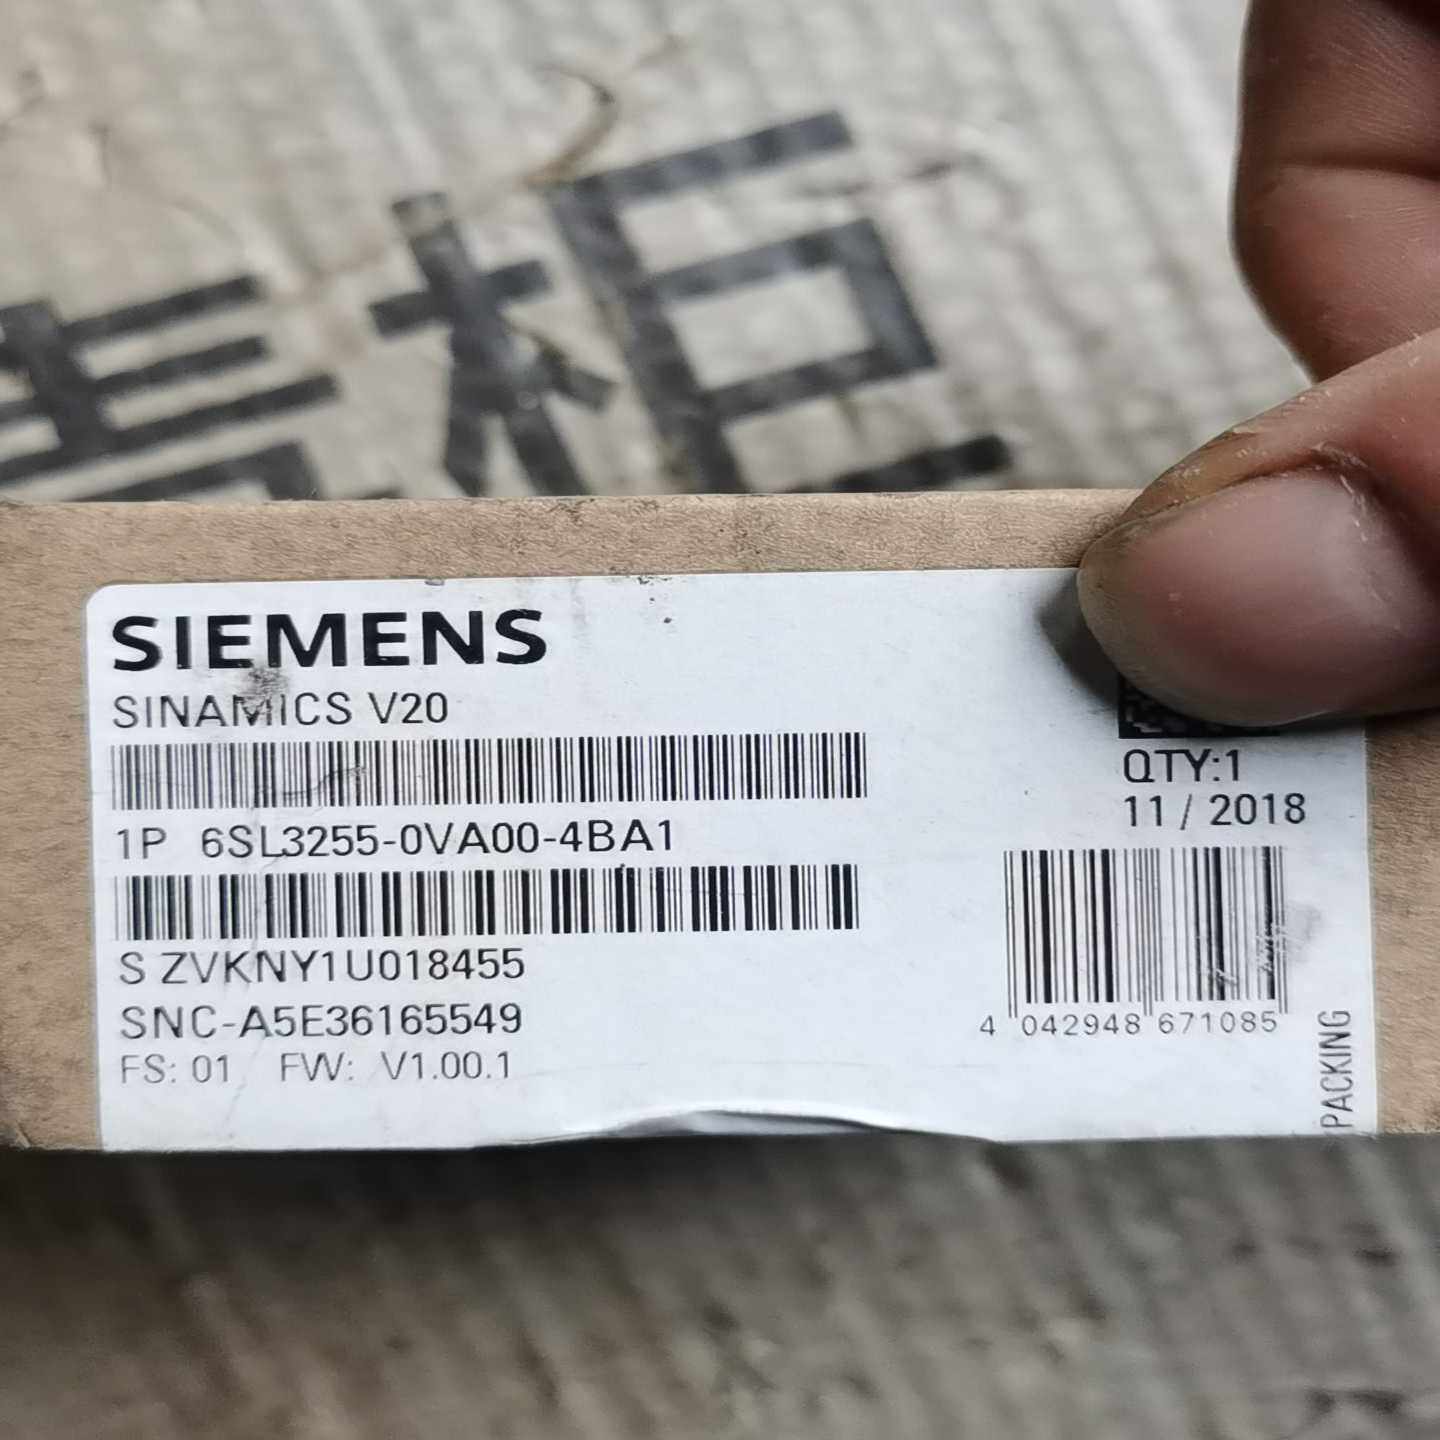 柜
SIEMENS
SINAMICS V20
1P 6SL3255-0VA00-4BA1
S ZVKNY1U018455
SNC-A5E36165549
FS: 01 FW: V1.00.1
QTY:1
11 / 2018
4 042948 671085
PACKING